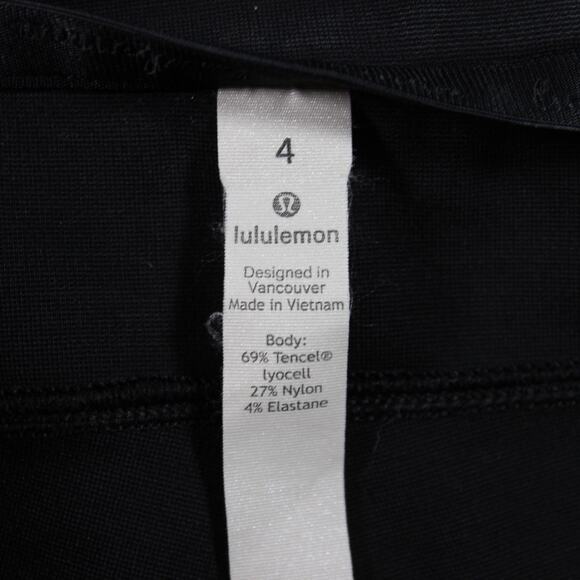 4
lululemon
Designed in
Vancouver
Made in Vietnam
Body:
69% Tencel®
lyocell
27% Nylon
4% Elastane